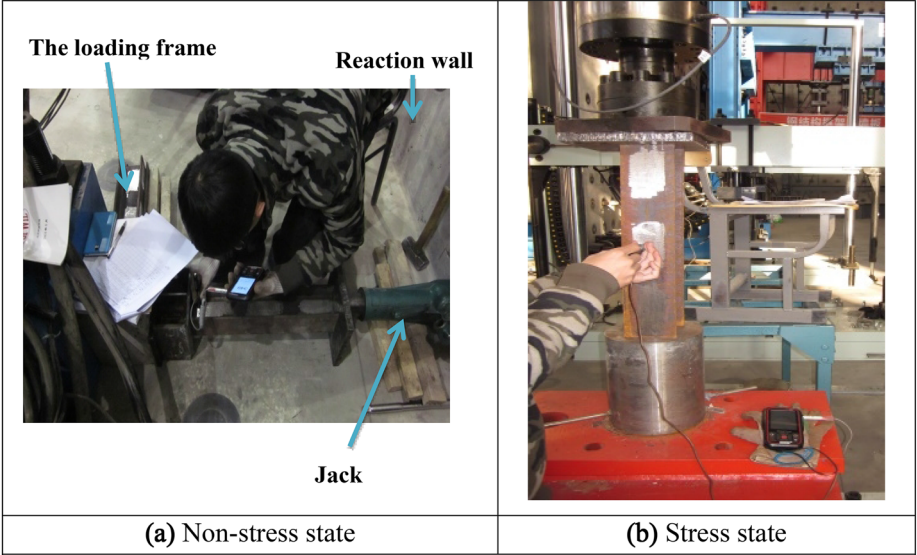 The loading frame
Reaction wall
Jack
(a) Non-stress state
(b) Stress state